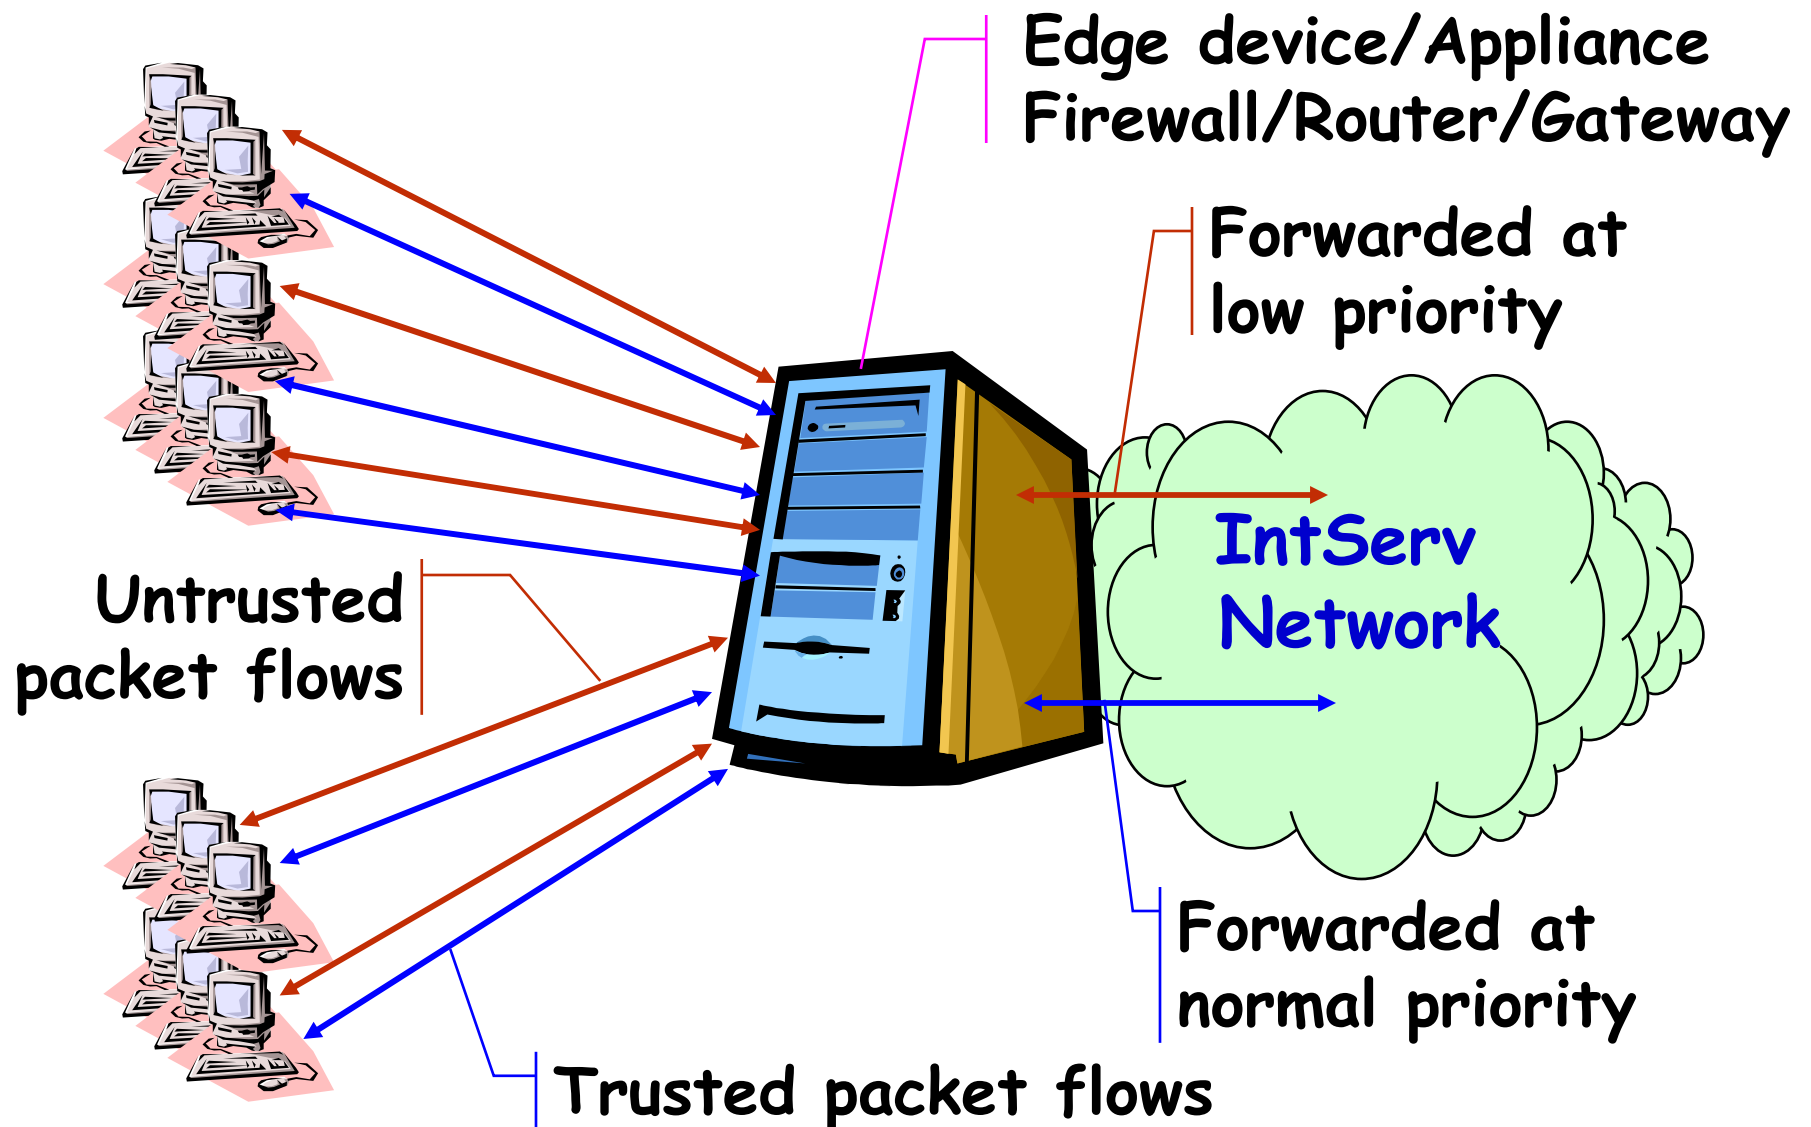 Edge device/Appliance
Firewall/Router/Gateway
Forwarded at
low priority
IntServ
Network
Untrusted
packet flows
Forwarded at
normal priority
Trusted packet flows